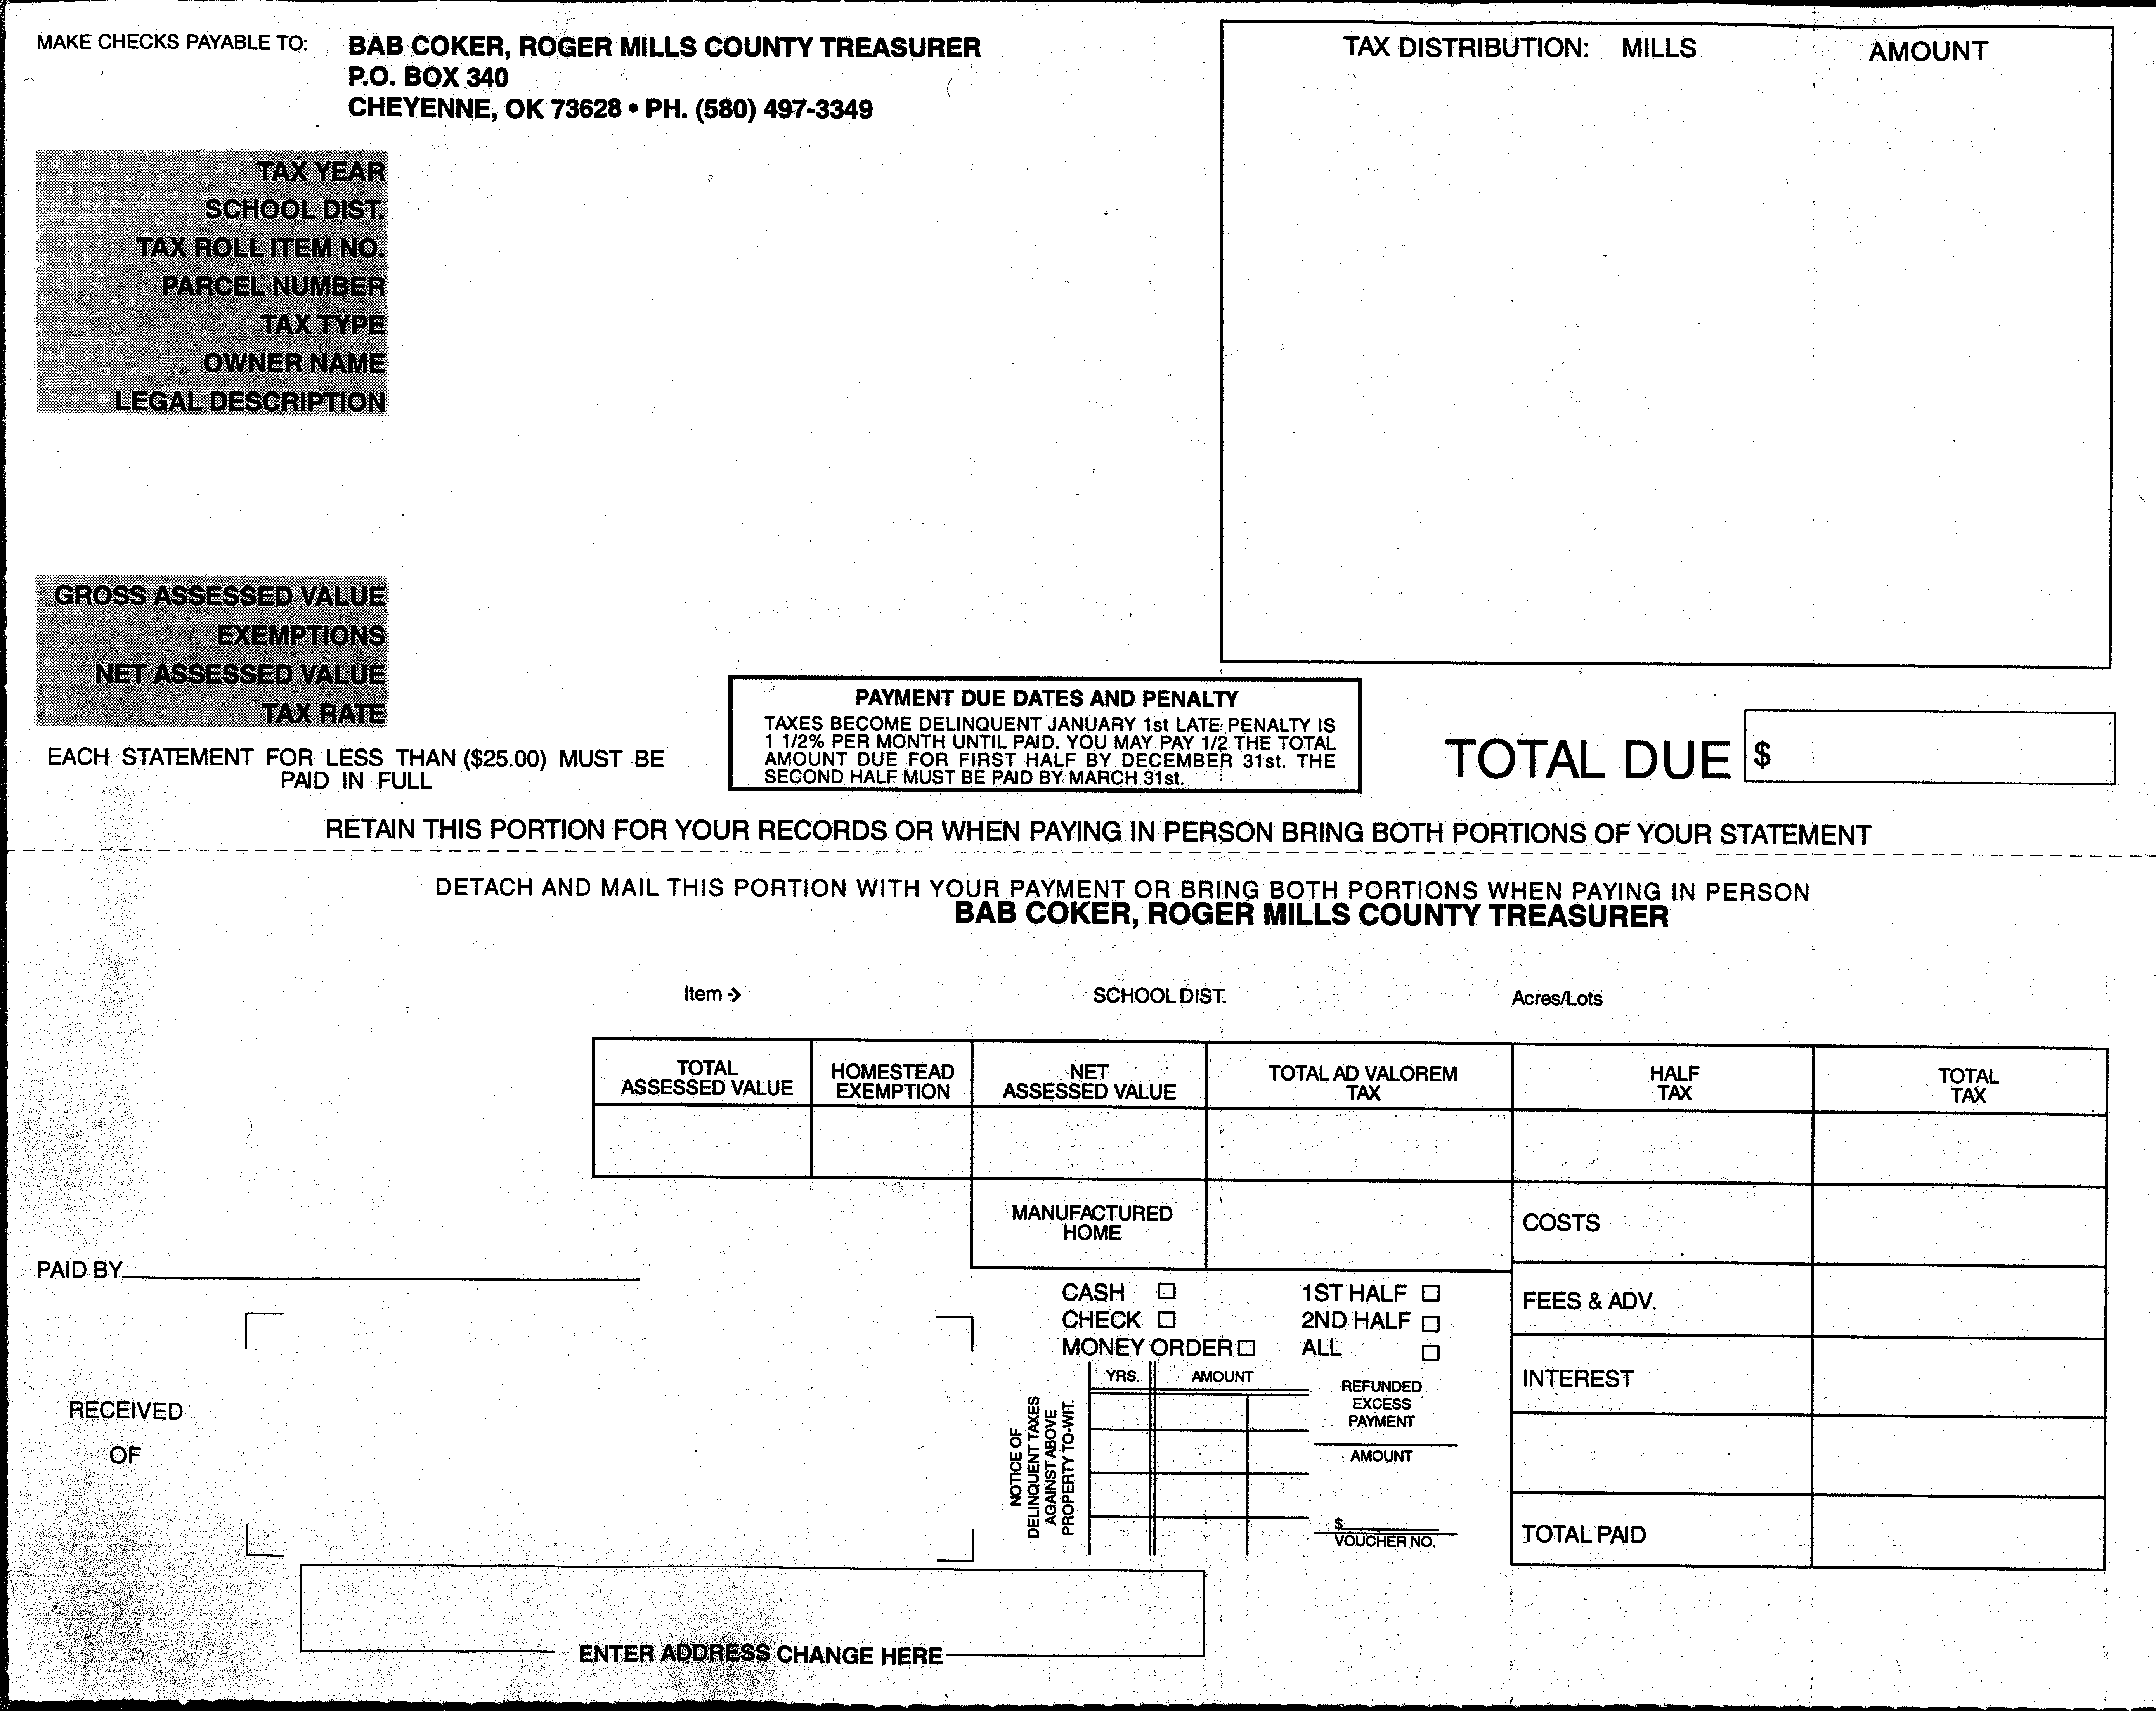 MAKE CHECKS PAYABLE TO: BAB COKER, ROGER MILLS COUNTY TREASURER
P.O. BOX 340
CHEYENNE, OK 73628 • PH. (580) 497-3349
TAX DISTRIBUTION: MILLS AMOUNT
TAX YEAR
SCHOOL DIST.
TAX ROLL ITEM NO.
PARCEL NUMBER
TAX TYPE
OWNER NAME
LEGAL DESCRIPTION
GROSS ASSESSED VALUE
EXEMPTIONS
NET ASSESSED VALUE
TAX RATE
EACH STATEMENT FOR LESS THAN ($25.00) MUST BE
PAID IN FULL
PAYMENT DUE DATES AND PENALTY
TAXES BECOME DELINQUENT JANUARY 1st LATE PENALTY IS
1 1/2% PER MONTH UNTIL PAID. YOU MAY PAY 1/2 THE TOTAL
AMOUNT DUE FOR FIRST HALF BY DECEMBER 31st. THE
SECOND HALF MUST BE PAID BY MARCH 31st.
TOTAL DUE $
RETAIN THIS PORTION FOR YOUR RECORDS OR WHEN PAYING IN PERSON BRING BOTH PORTIONS OF YOUR STATEMENT
DETACH AND MAIL THIS PORTION WITH YOUR PAYMENT OR BRING BOTH PORTIONS WHEN PAYING IN PERSON
BAB COKER, ROGER MILLS COUNTY TREASURER
Item → SCHOOL DIST. Acres/Lots
TOTAL
ASSESSED VALUE
HOMESTEAD
EXEMPTION
NET
ASSESSED VALUE
TOTAL AD VALOREM
TAX
HALF
TAX
TOTAL
TAX
MANUFACTURED
HOME
COSTS
FEES & ADV.
INTEREST
TOTAL PAID
PAID BY
CASH 1ST HALF
CHECK 2ND HALF
MONEY ORDER ALL
RECEIVED
OF
NOTICE OF
DELINQUENT TAXES
AGAINST ABOVE
PROPERTY TO-WIT.
YRS. AMOUNT
REFUNDED
EXCESS
PAYMENT
AMOUNT
$
VOUCHER NO.
ENTER ADDRESS CHANGE HERE